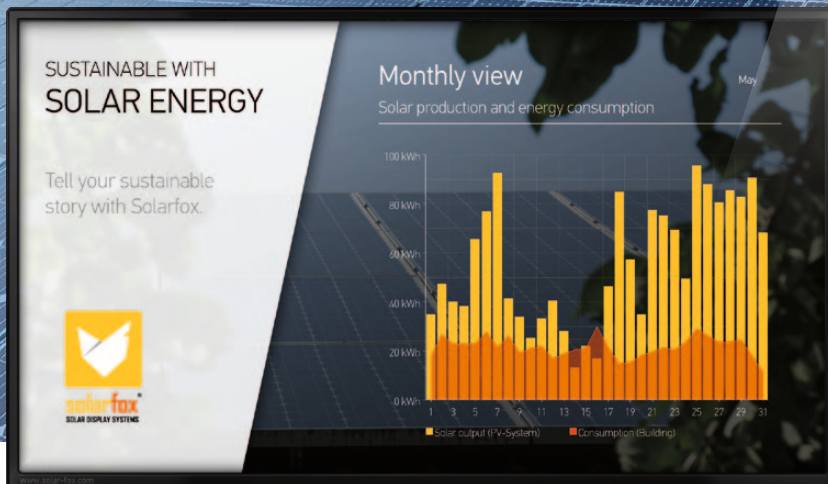 SUSTAINABLE WITH
SOLAR ENERGY
Tell your sustainable
story with Solarfox.
solarfox®
SOLAR DISPLAY SYSTEMS
Monthly view
May
Solar production and energy consumption
100 kWh
80 kWh
60 kWh
40 kWh
20 kWh
0 kWh
1 3 5 7 9 11 13 15 17 19 21 23 25 27 29 31
Solar output (PV-System) Consumption (Building)
www.solar-fox.com